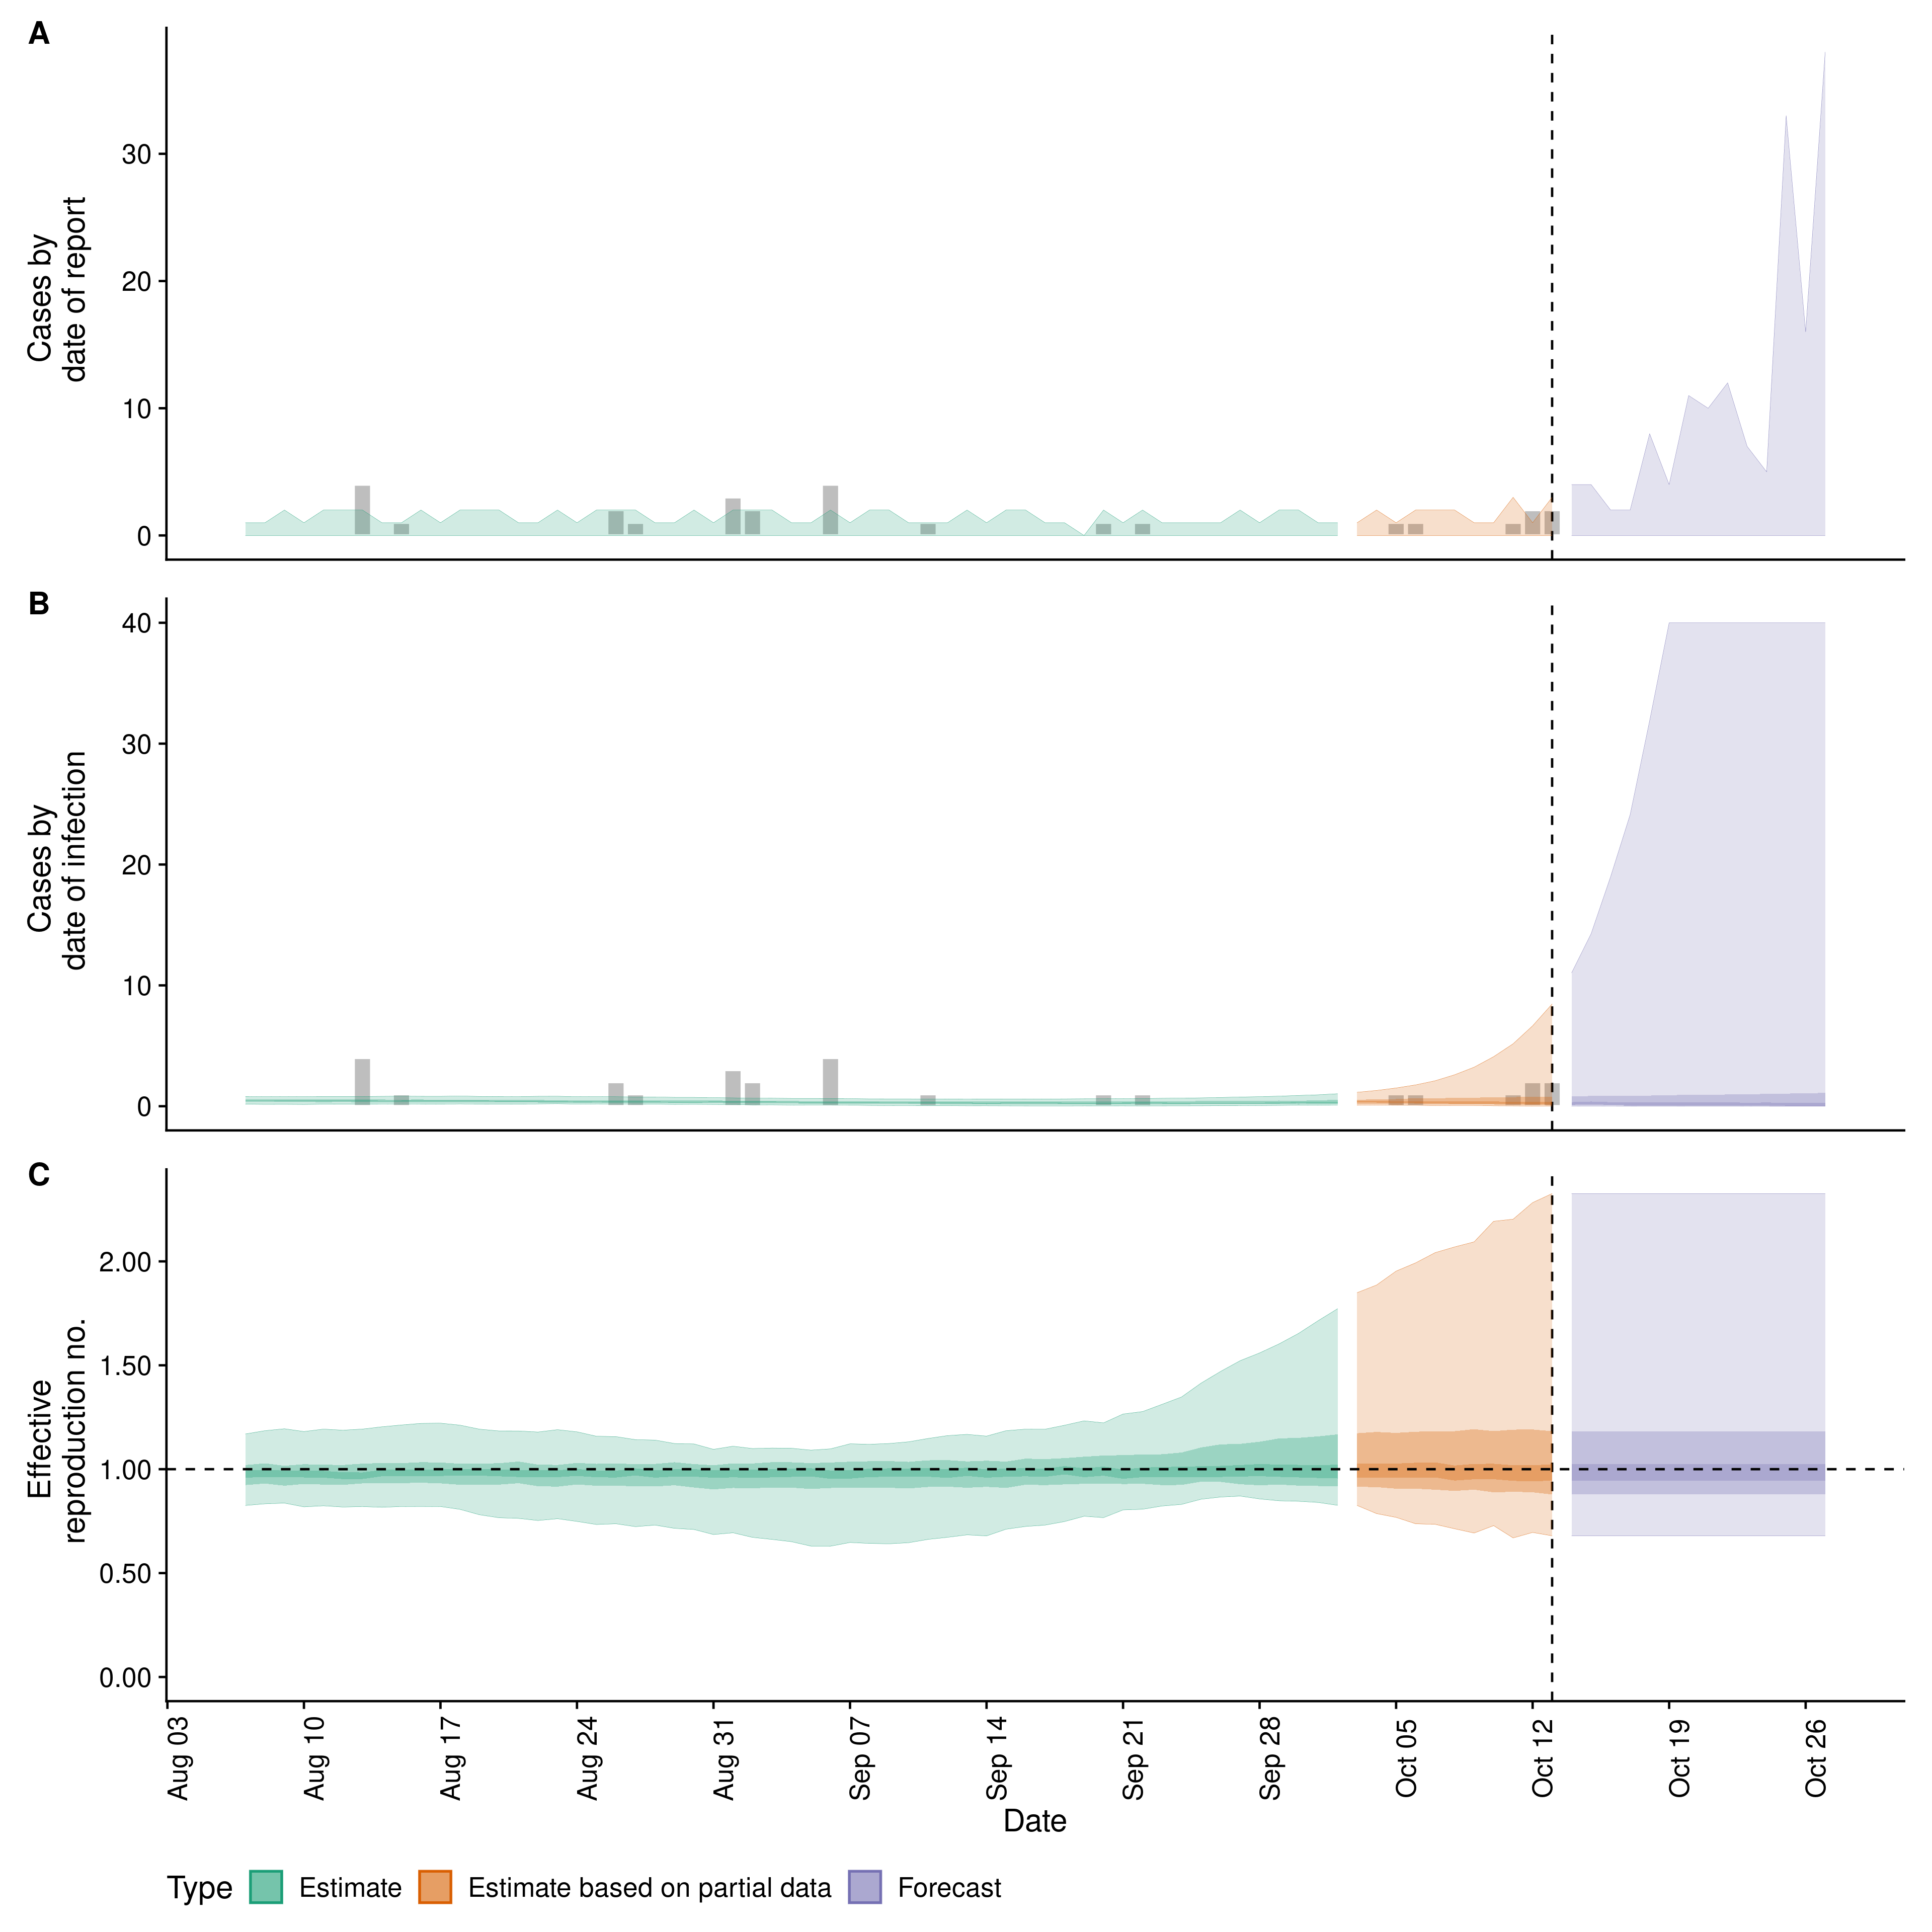 A
Cases by
date of report
30
20
10
0
B
Cases by
date of infection
40
30
20
10
0
C
Effective
reproduction no.
2.00
1.50
1.00
0.50
0.00
Aug 03
Aug 10
Aug 17
Aug 24
Aug 31
Sep 07
Sep 14
Sep 21
Sep 28
Oct 05
Oct 12
Oct 19
Oct 26
Date
Type Estimate Estimate based on partial data Forecast